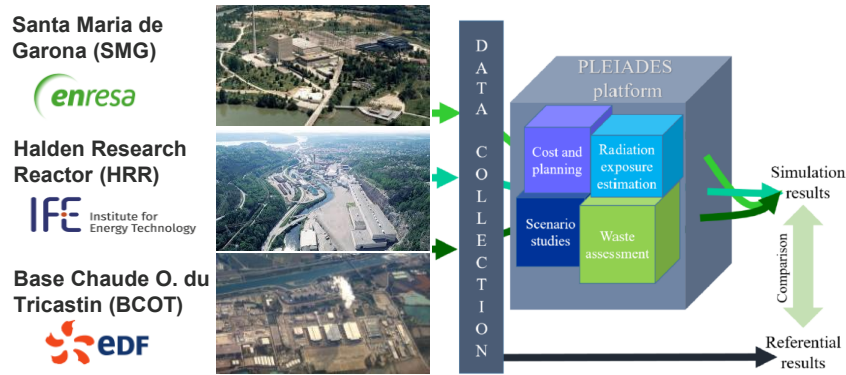 Santa Maria de
Garona (SMG)
enresa
Halden Research
Reactor (HRR)
IFE Institute for
Energy Technology
Base Chaude O. du
Tricastin (BCOT)
eDF
DATA COLLECTION
PLEIADES
platform
Cost and
planning
Radiation
exposure
estimation
Scenario
studies
Waste
assessment
Simulation
results
Comparison
Referential
results